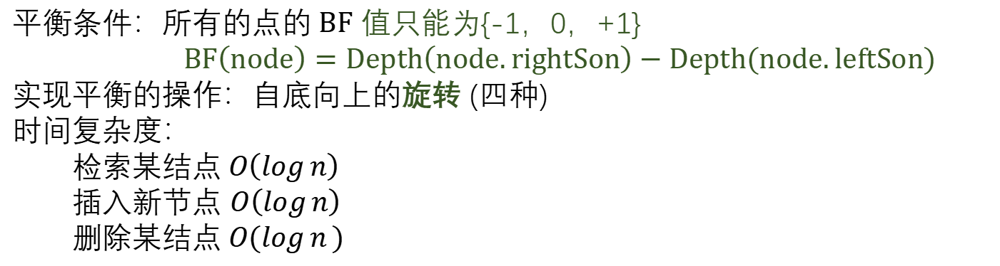 平衡条件：所有的点的 BF 值只能为{-1，0，+1}
BF(node) = Depth(node. rightSon) − Depth(node. leftSon)
实现平衡的操作：自底向上的旋转 (四种)
时间复杂度：
检索某结点 O(log n)
插入新节点 O(log n)
删除某结点 O(log n )